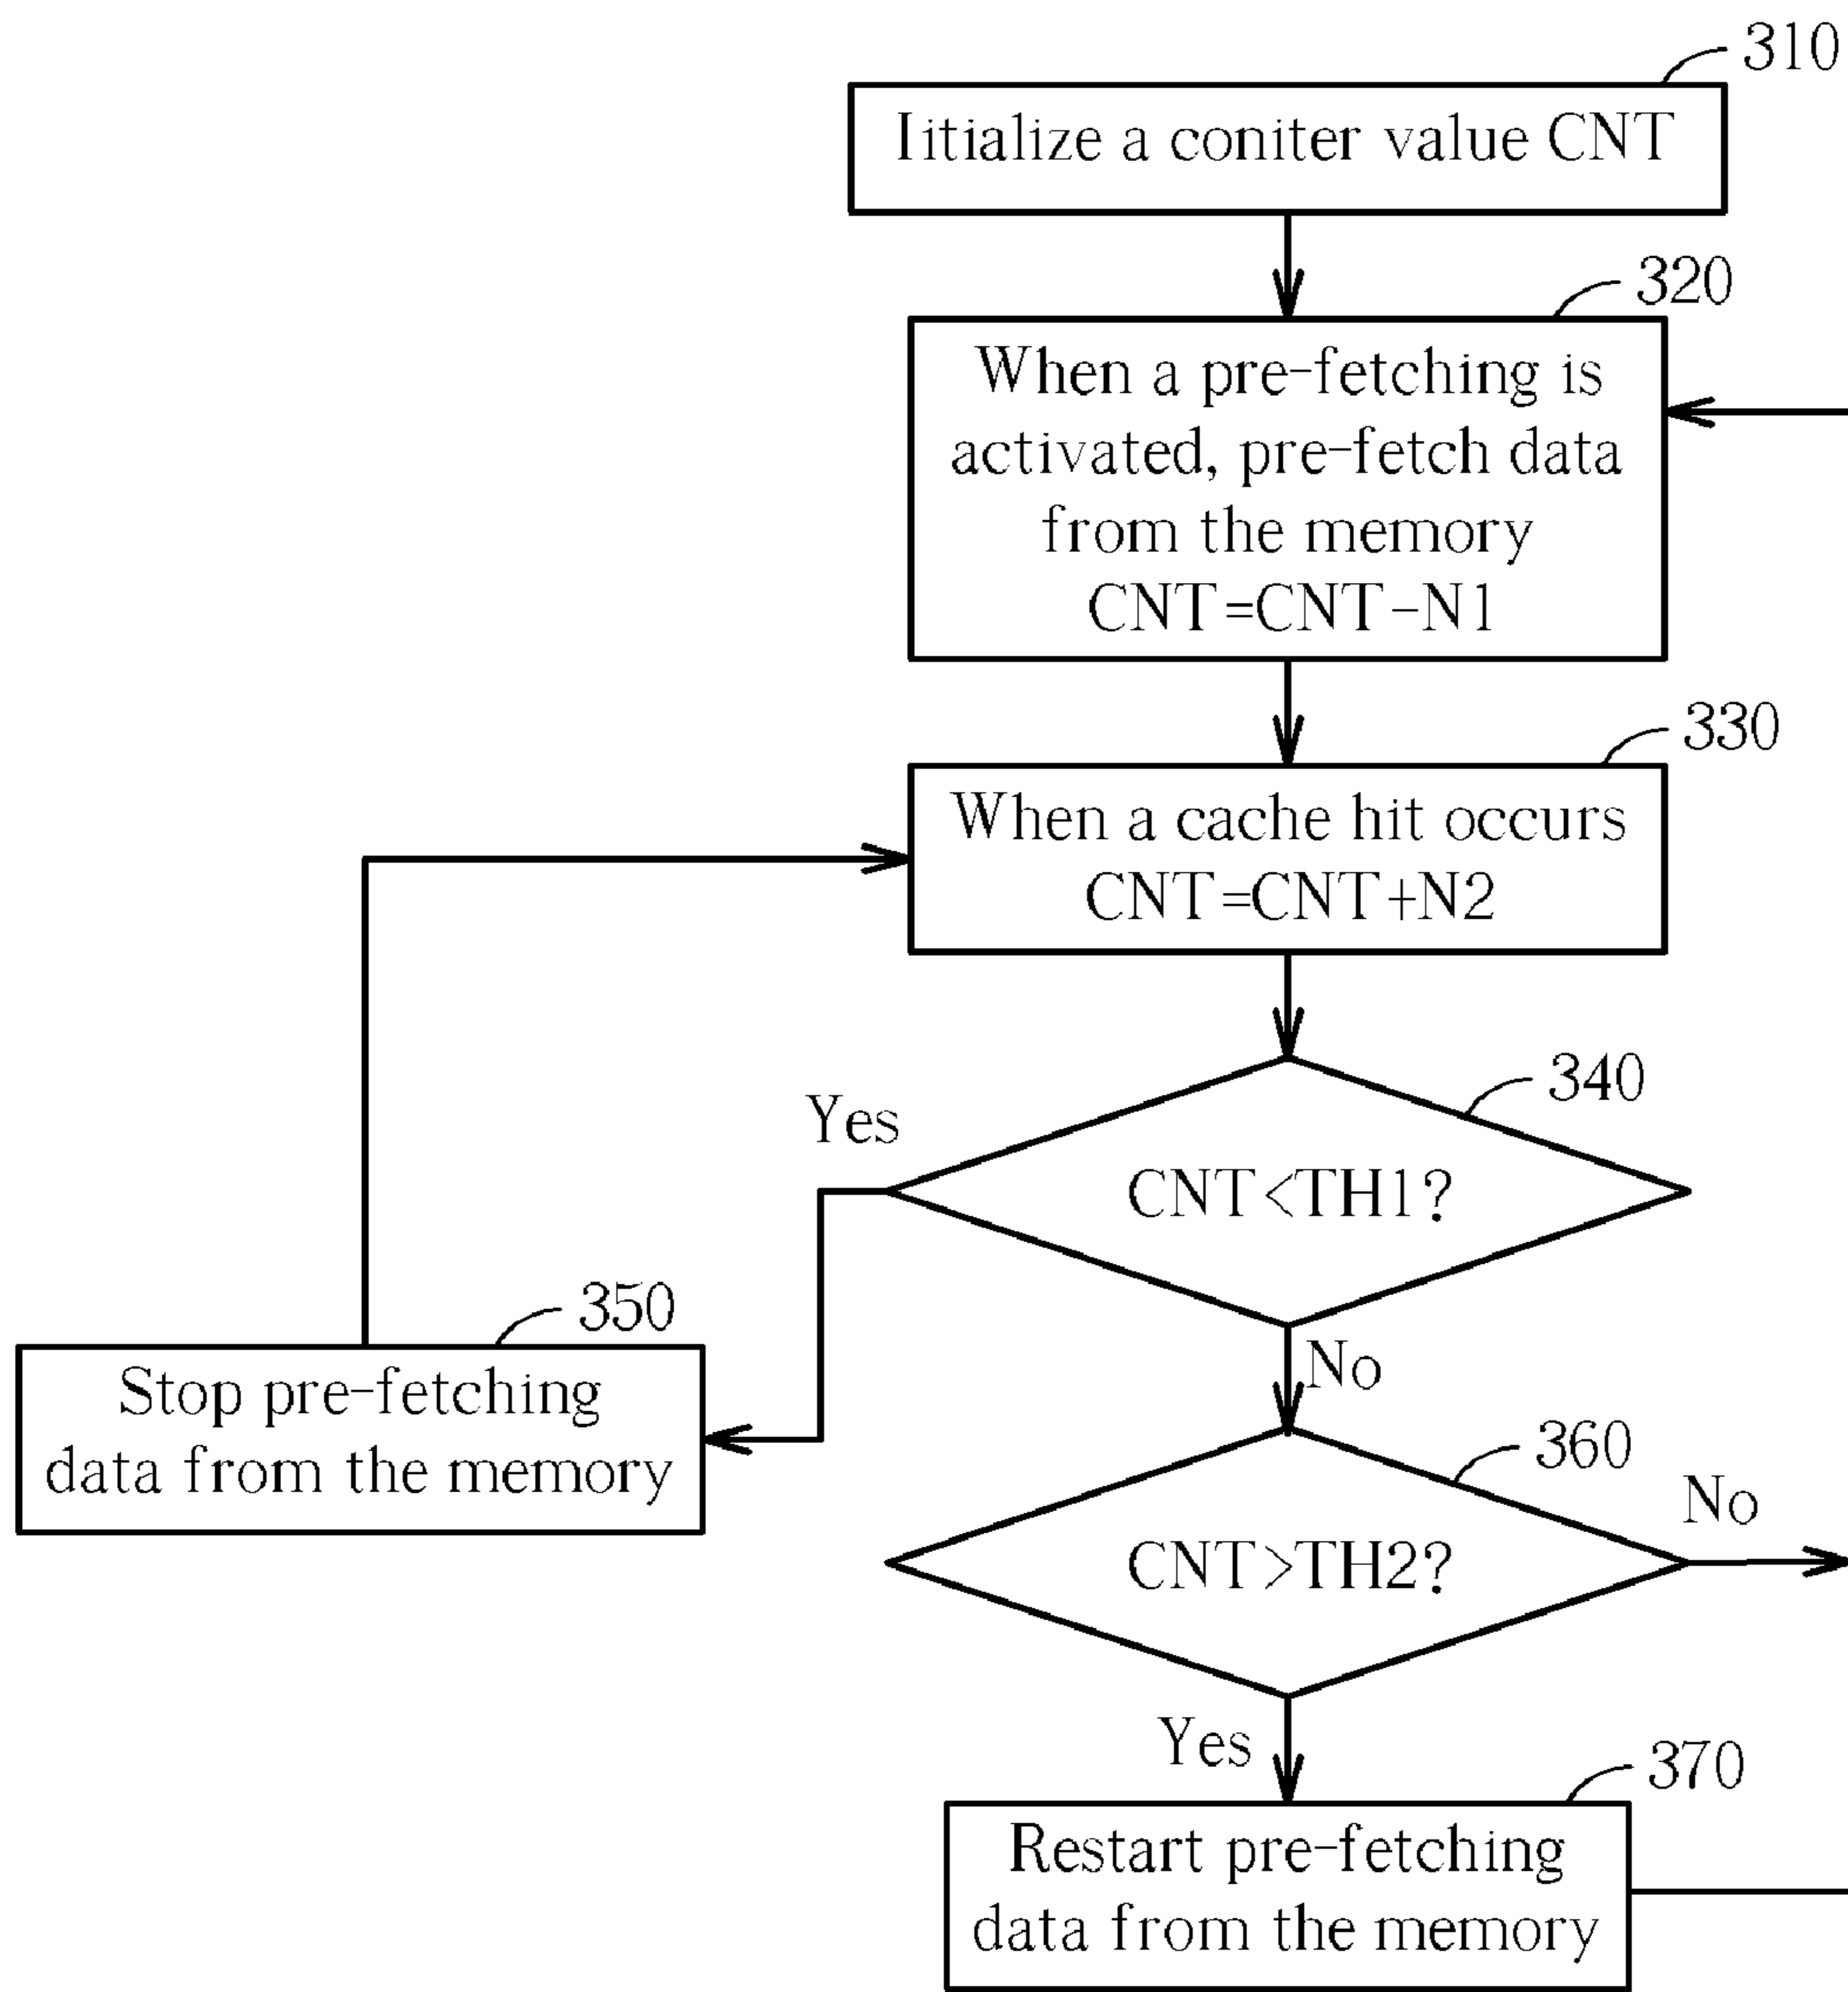 310
Iitialize a coniter value CNT
320
When a pre-fetching is
activated, pre-fetch data
from the memory
CNT=CNT-N1
330
When a cache hit occurs
CNT=CNT+N2
340
Yes
CNT<TH1?
350
No
Stop pre-fetching
data from the memory
360
No
CNT>TH2?
Yes
370
Restart pre-fetching
data from the memory